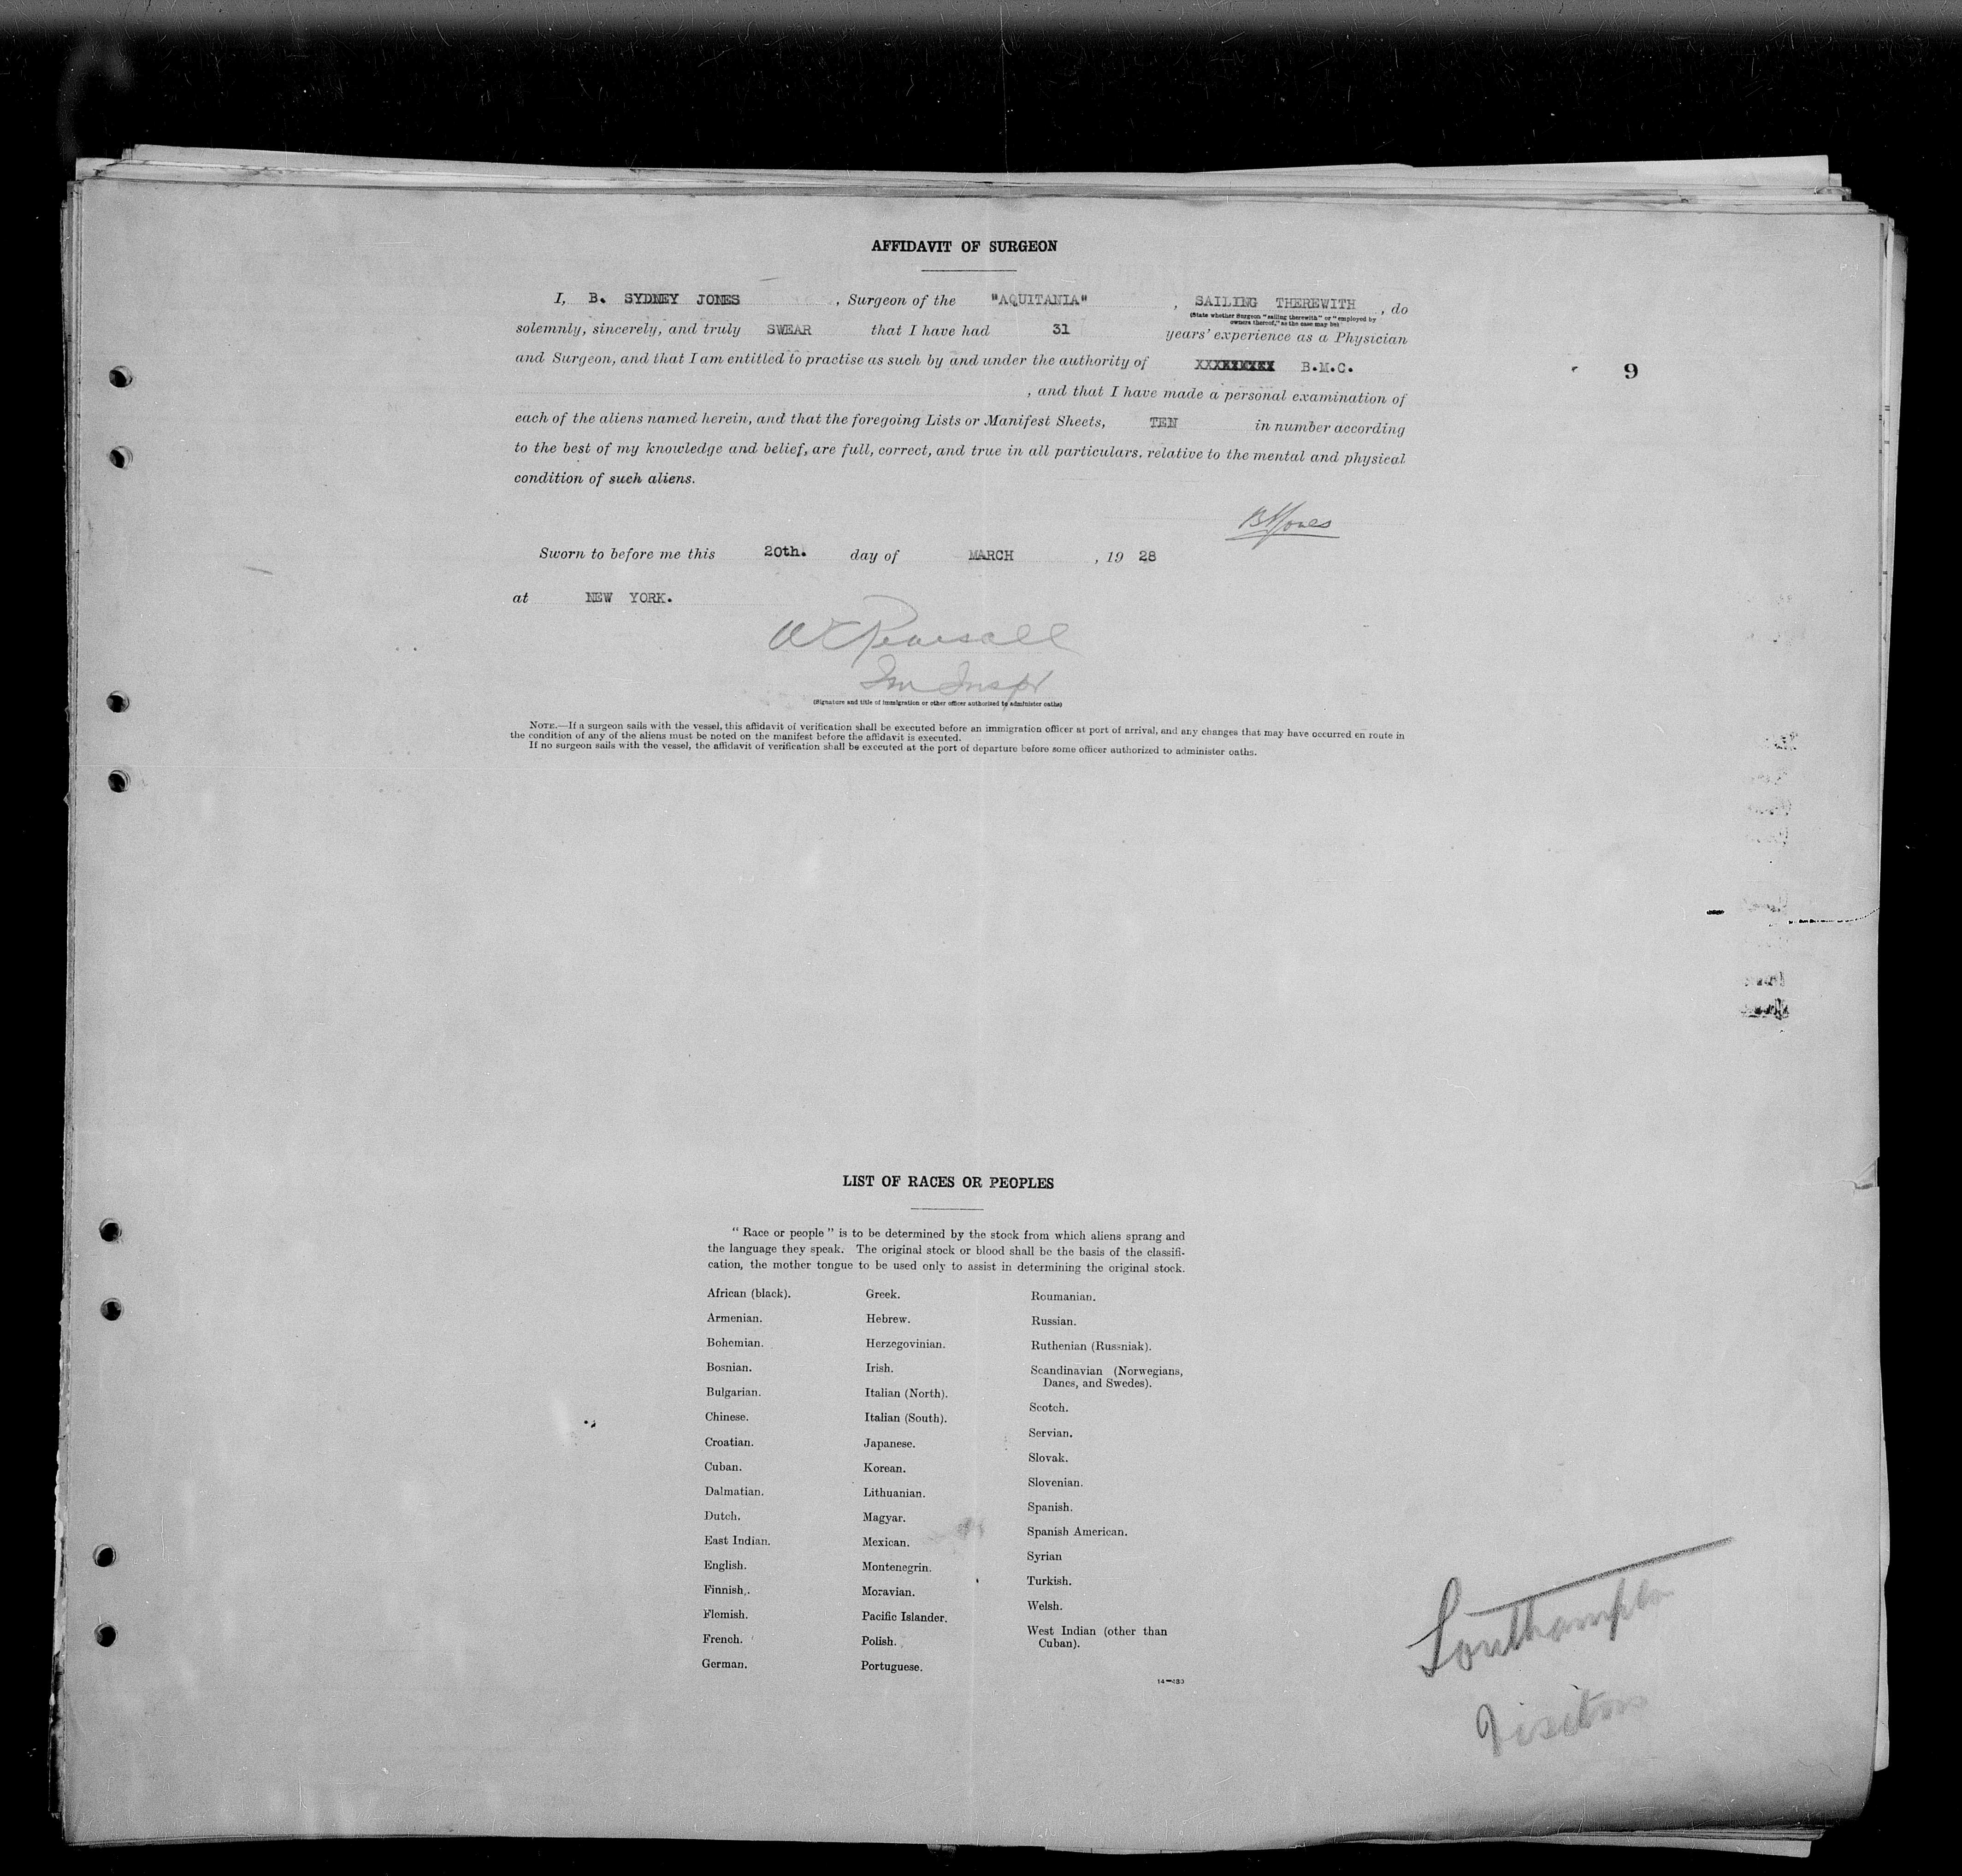 AFFIDAVIT OF SURGEON
I, B. SYDNEY JONES , Surgeon of the "AQUITANIA" , SAILING THEREWITH , do
(State whether Surgeon "sailing therewith" or "employed by
owners thereof," as the case may be)
solemnly, sincerely, and truly SWEAR that I have had 31 years' experience as a Physician
and Surgeon, and that I am entitled to practise as such by and under the authority of B.M.C.
9
, and that I have made a personal examination of
each of the aliens named herein, and that the foregoing Lists or Manifest Sheets, TEN in number according
to the best of my knowledge and belief, are full, correct, and true in all particulars, relative to the mental and physical
condition of such aliens.
BSJones
Sworn to before me this 20th. day of MARCH , 19 28
at NEW YORK.
Pearsall
Im Inspr
(Signature and title of immigration or other officer authorized to administer oaths)
NOTE.—If a surgeon sails with the vessel, this affidavit of verification shall be executed before an immigration officer at port of arrival, and any changes that may have occurred en route in
the condition of any of the aliens must be noted on the manifest before the affidavit is executed.
If no surgeon sails with the vessel, the affidavit of verification shall be executed at the port of departure before some officer authorized to administer oaths.
LIST OF RACES OR PEOPLES
"Race or people" is to be determined by the stock from which aliens sprang and
the language they speak. The original stock or blood shall be the basis of the classifi-
cation, the mother tongue to be used only to assist in determining the original stock.
African (black).
Armenian.
Bohemian.
Bosnian.
Bulgarian.
Chinese.
Croatian.
Cuban.
Dalmatian.
Dutch.
East Indian.
English.
Finnish.
Flemish.
French.
German.
Greek.
Hebrew.
Herzegovinian.
Irish.
Italian (North).
Italian (South).
Japanese.
Korean.
Lithuanian.
Magyar.
Mexican.
Montenegrin.
Moravian.
Pacific Islander.
Polish.
Portuguese.
Roumanian.
Russian.
Ruthenian (Russniak).
Scandinavian (Norwegians,
Danes, and Swedes).
Scotch.
Servian.
Slovak.
Slovenian.
Spanish.
Spanish American.
Syrian
Turkish.
Welsh.
West Indian (other than
Cuban).
Southampton
Visitors